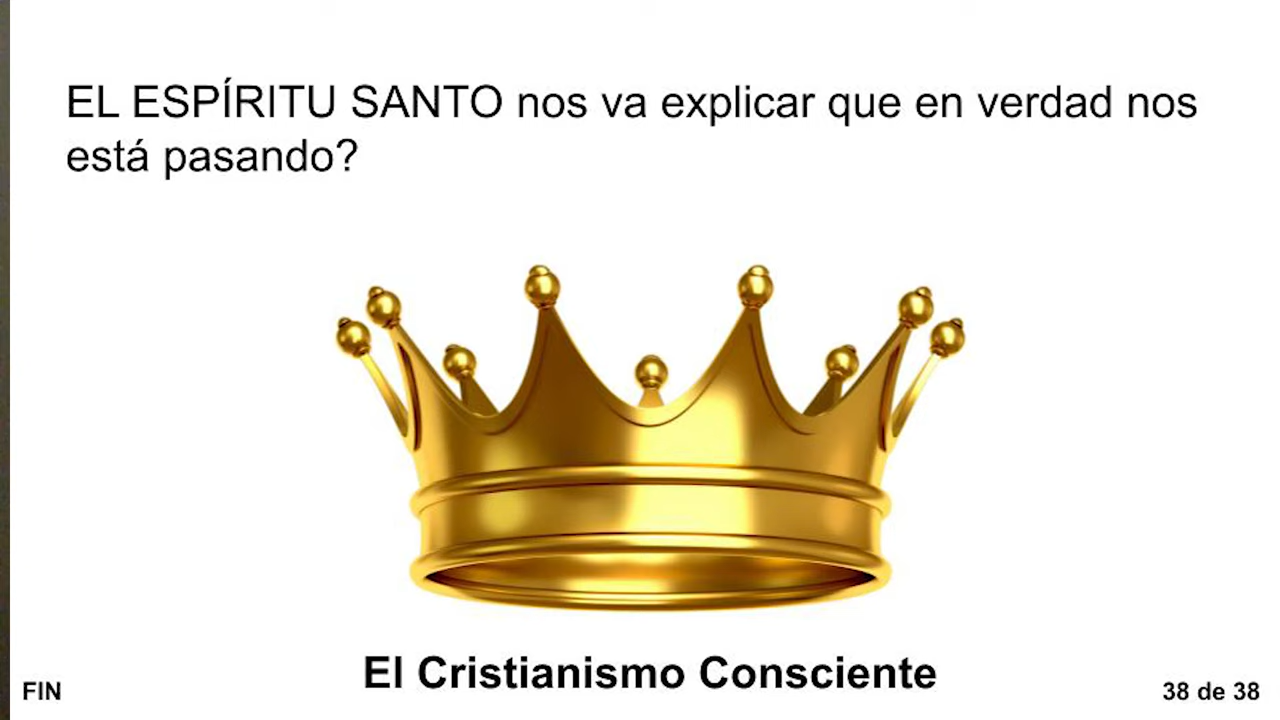 EL ESPÍRITU SANTO nos va explicar que en verdad nos
está pasando?
El Cristianismo Consciente
FIN
38 de 38